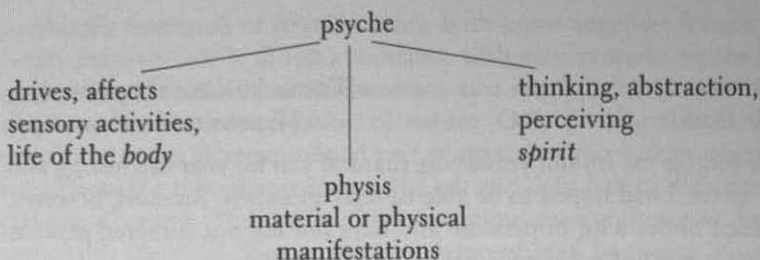 psyche
drives, affects
sensory activities,
life of the body
thinking, abstraction,
perceiving
spirit
physis
material or physical
manifestations